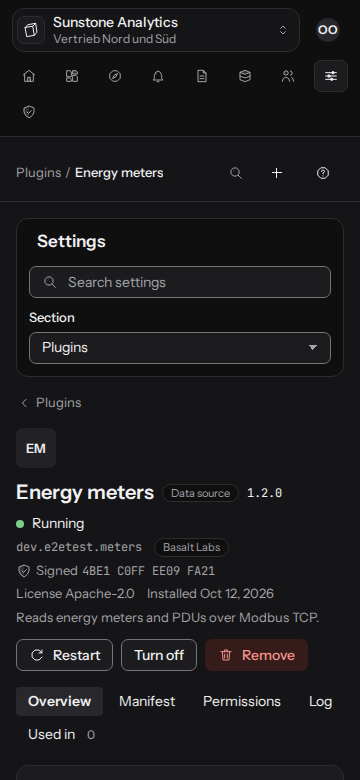 Sunstone Analytics
Vertrieb Nord und Süd
OO
Plugins / Energy meters
Settings
Search settings
Section
Plugins
Plugins
EM
Energy meters Data source 1.2.0
Running
dev.e2etest.meters Basalt Labs
Signed 4BE1 C0FF EE09 FA21
License Apache-2.0 Installed Oct 12, 2026
Reads energy meters and PDUs over Modbus TCP.
Restart Turn off Remove
Overview Manifest Permissions Log
Used in 0